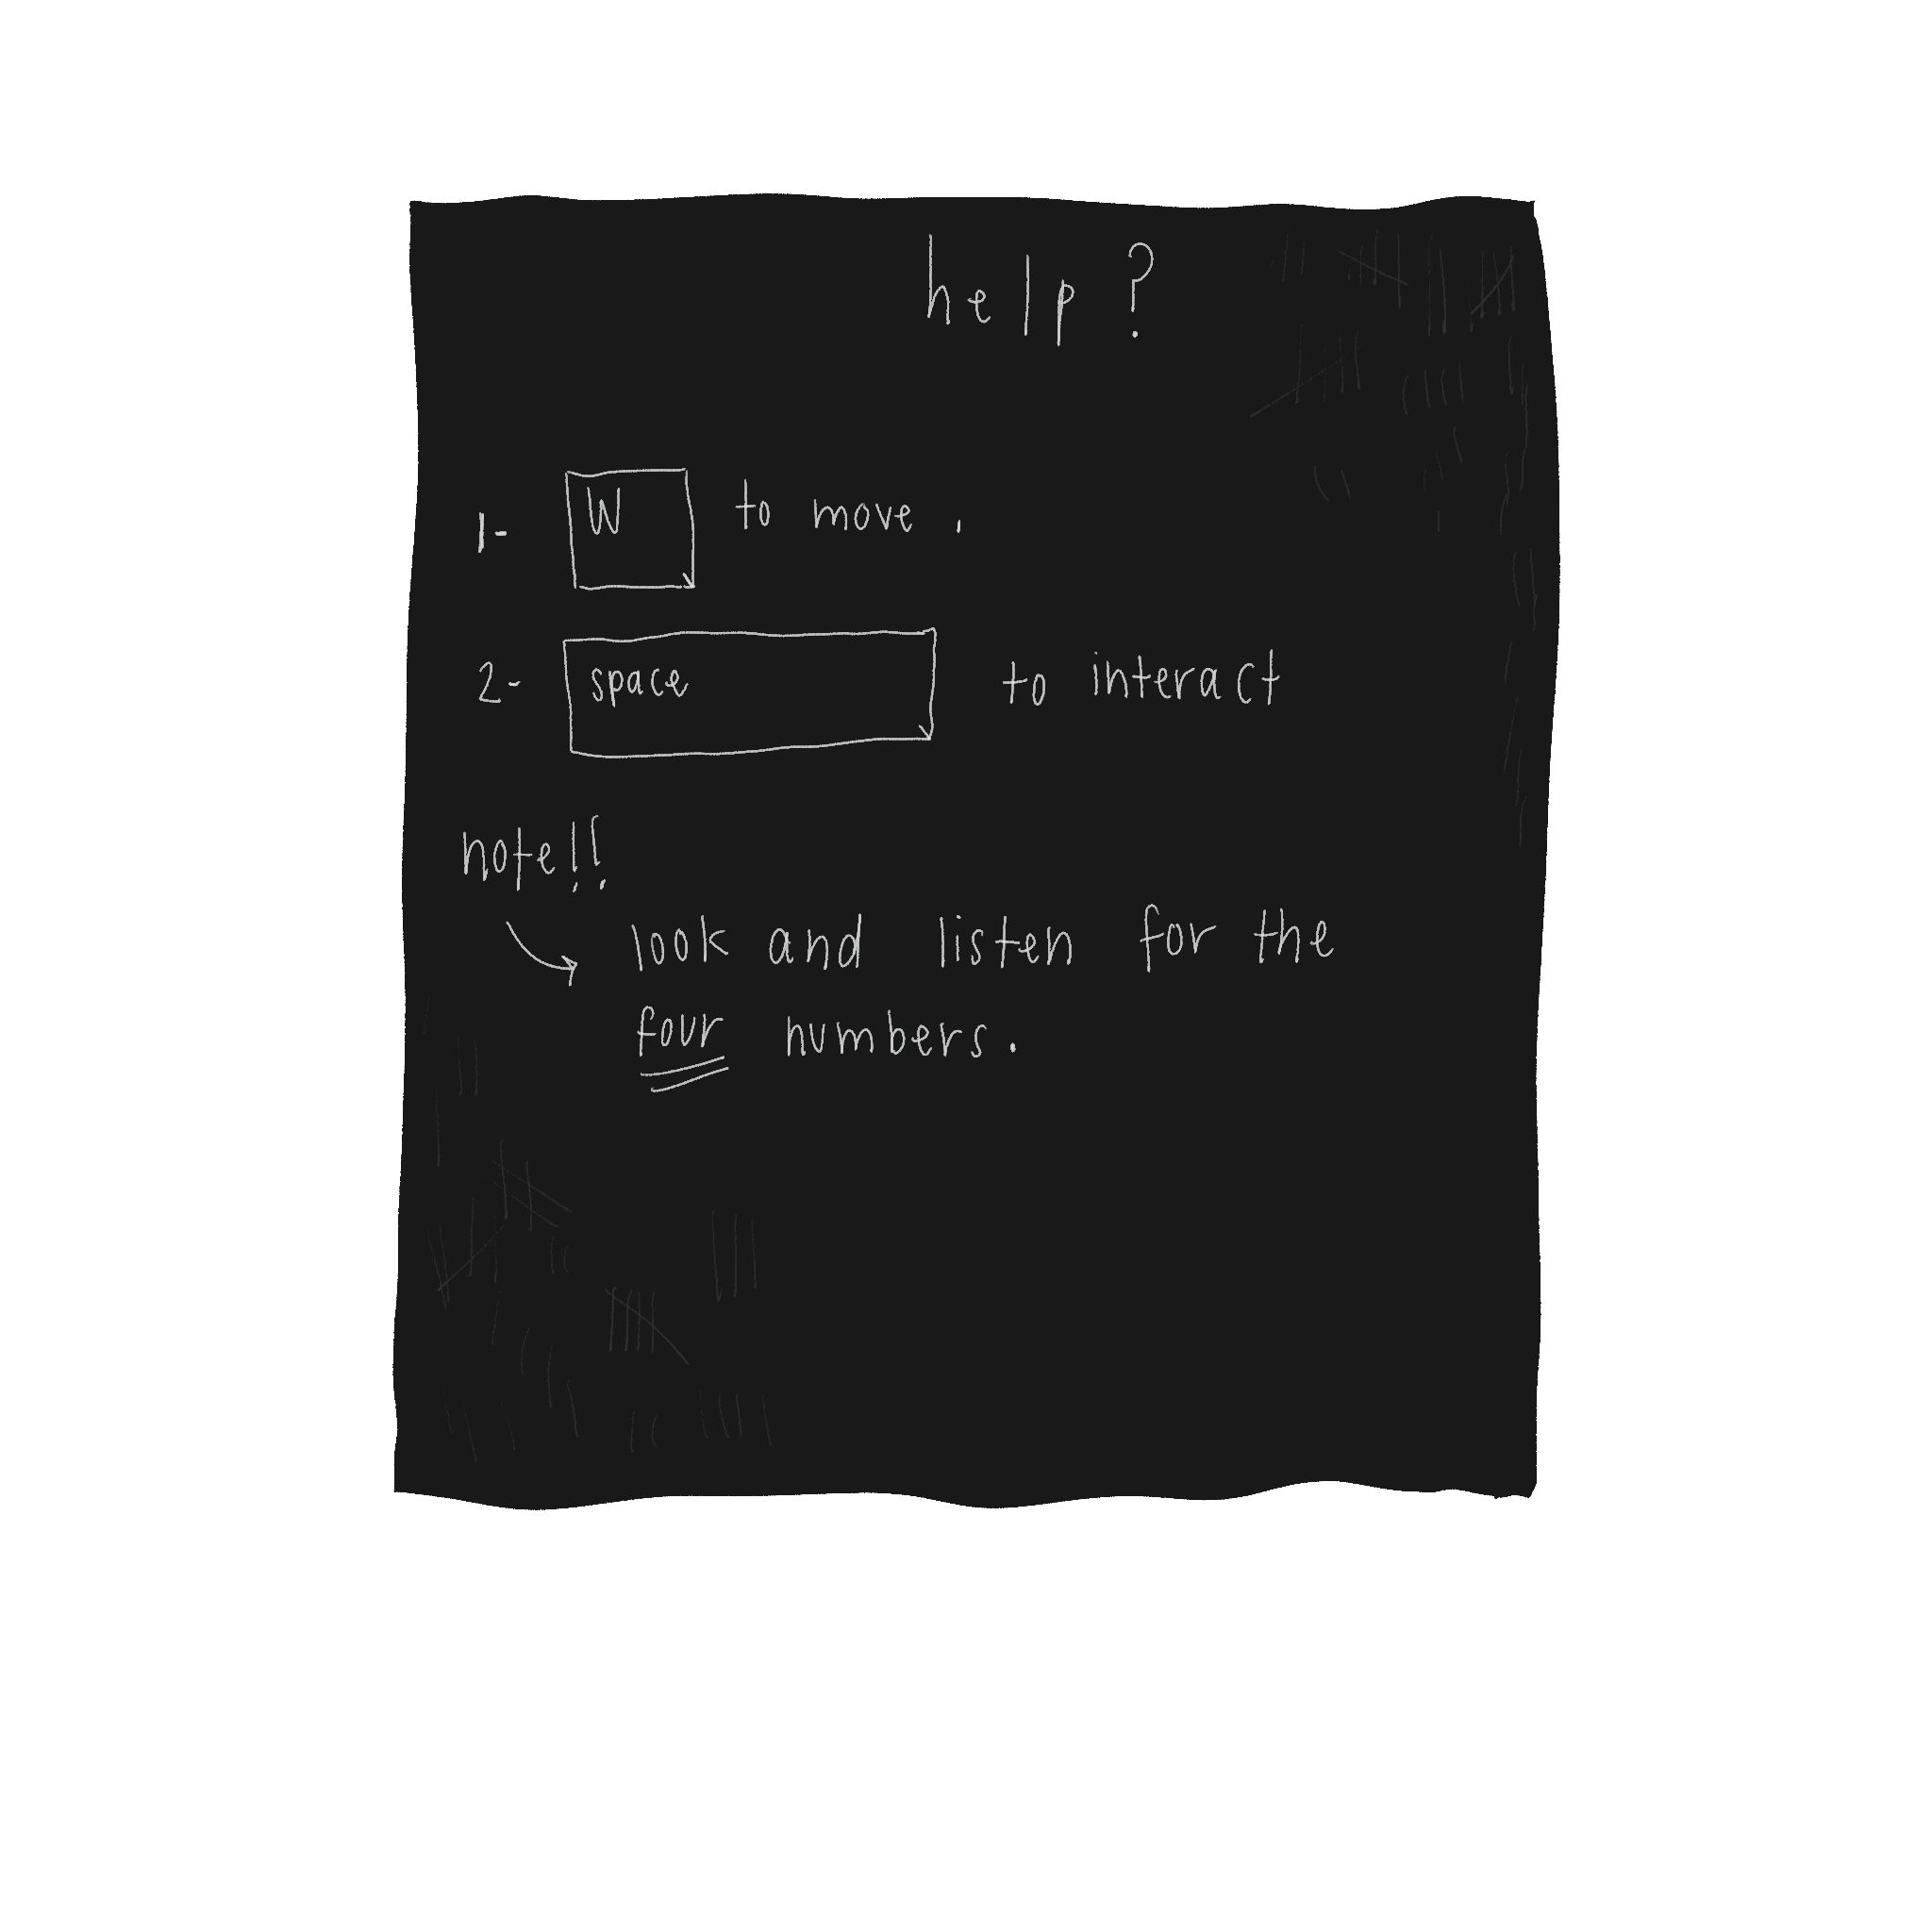 help?
1- W to move.
2- space to interact
note!!
look and listen for the
four numbers.